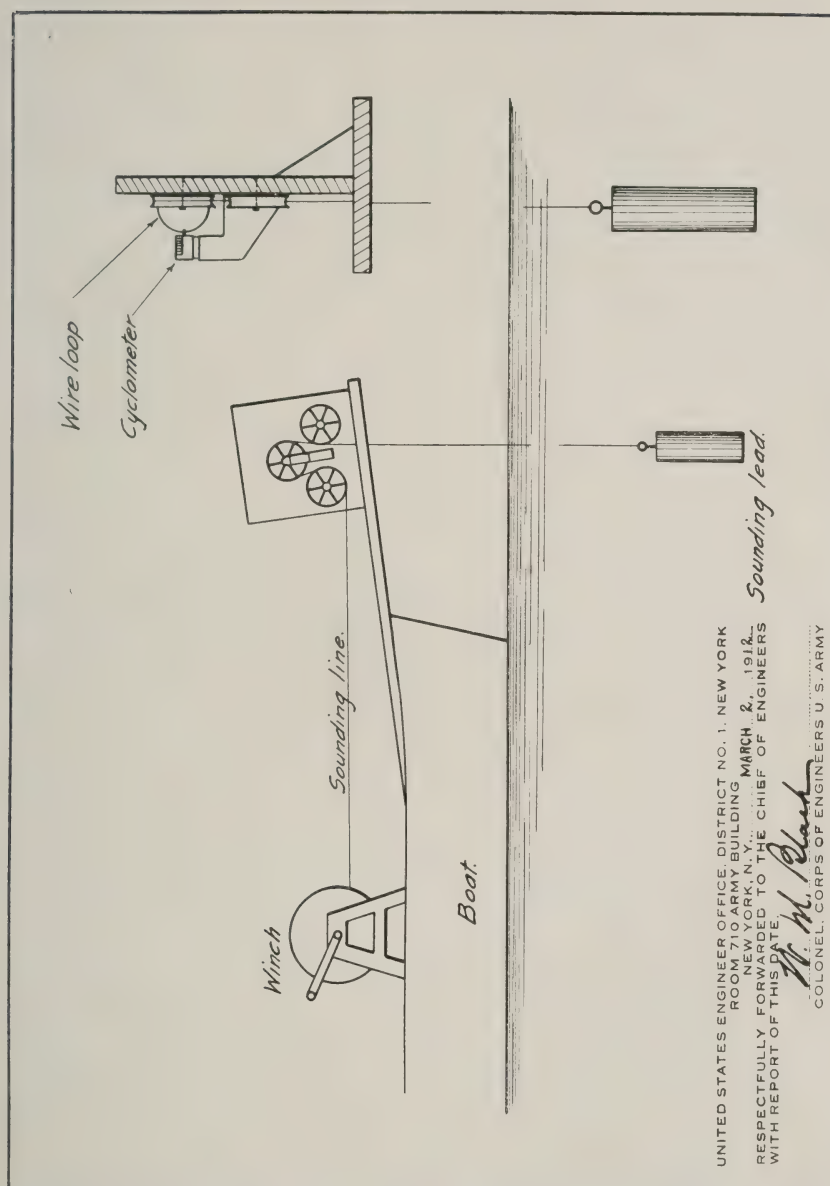 Wire loop
Cyclometer
Winch
Sounding line.
Boat.
Sounding lead.
UNITED STATES ENGINEER OFFICE, DISTRICT NO. 1, NEW YORK
ROOM 710 ARMY BUILDING
NEW YORK, N.Y. MARCH 2, 1912
RESPECTFULLY FORWARDED TO THE CHIEF OF ENGINEERS
WITH REPORT OF THIS DATE.
W. M. Black
COLONEL, CORPS OF ENGINEERS U.S. ARMY